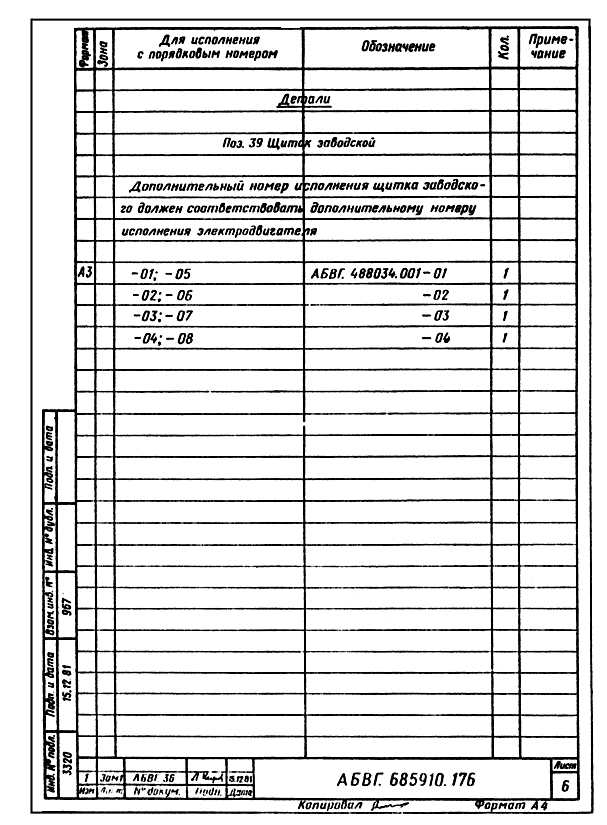 Формат Зона Для исполнения с порядковым номером Обозначение Кол. Примечание
Детали
Поз. 39 Щиток заводской
Дополнительный номер исполнения щитка заводско-
го должен соответствовать дополнительному номеру
исполнения электродвигателя
А3 -01; -05 АБВГ. 488034.001-01 1
-02; -06 -02 1
-03; -07 -03 1
-04; -08 -04 1
Подп. и дата
Инв. № дубл.
Взам. инв. № 967
Подп. и дата 15.12.81
Инв. № подл. 3320
1 Зам. АБВГ 36 15.12.81
Изм Лист № докум. Подп. Дата
АБВГ. 685910.176
Лист
6
Копировал Формат А4